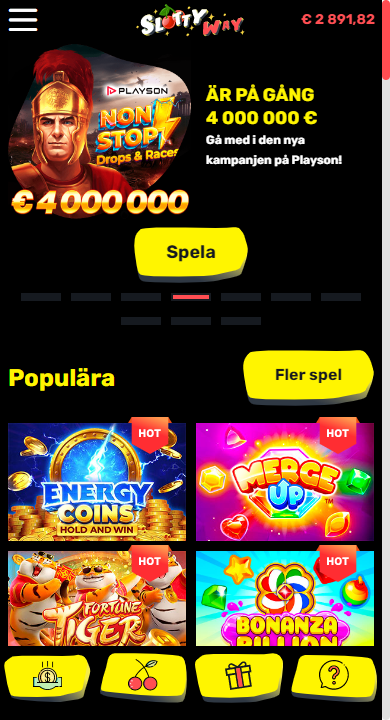 SLOTTY WAY
€ 2 891,82
PLAYSON
NON
STOP
Drops & Races
€ 4 000 000
ÄR PÅ GÅNG
4 000 000 €
Gå med i den nya
kampanjen på Playson!
Spela
Populära
Fler spel
HOT
ENERGY
COINS
HOLD AND WIN
HOT
MERGE
UP
TM
HOT
FORTUNE
TIGER
HOT
BONANZA
BILLION